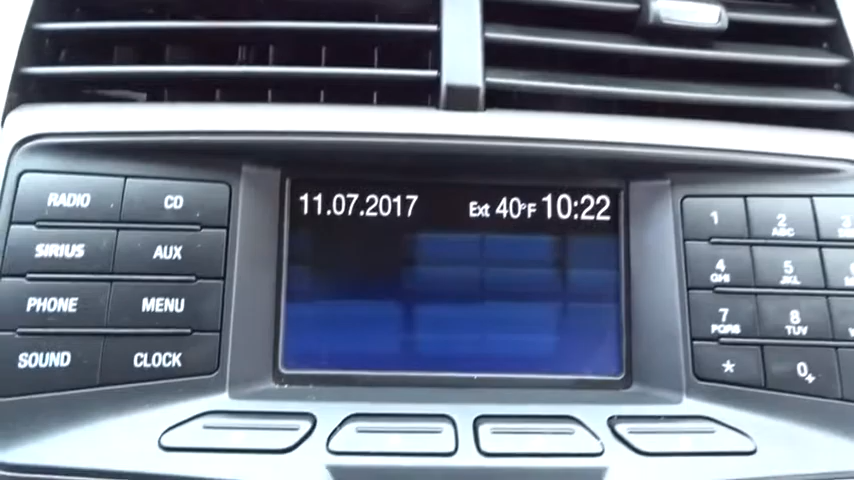 11.07.2017 Ext 40°F 10:22
RADIO CD
SIRIUS AUX
PHONE MENU
SOUND CLOCK
1 2 3
ABC
4 5
GHI JKL
7 8
PQRS TUV
* 0+